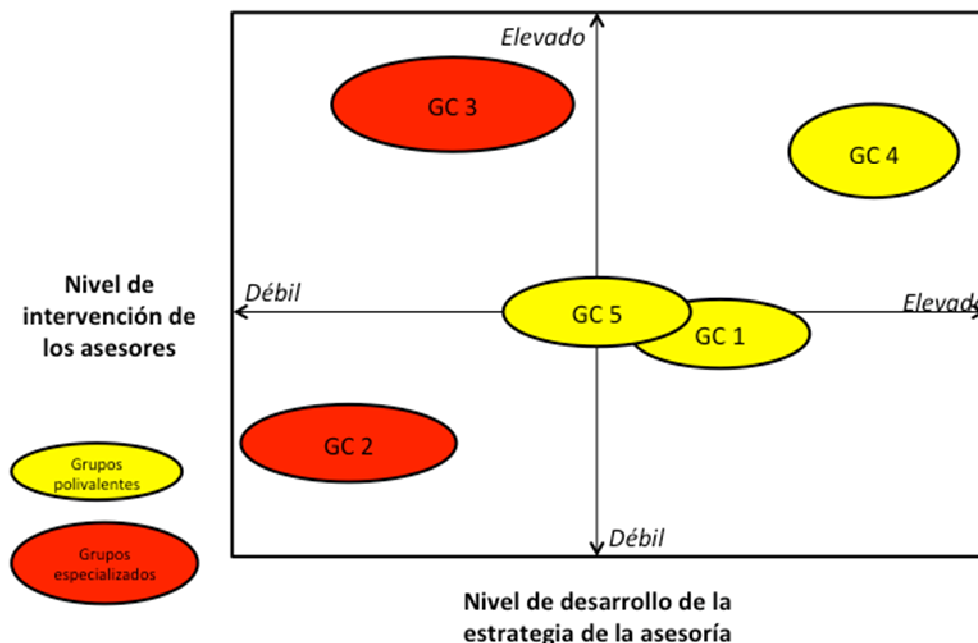 Elevado
GC 3
GC 4
Nivel de
intervención de
los asesores
Débil
Elevado
GC 5
GC 1
GC 2
Grupos
polivalentes
Grupos
especializados
Débil
Nivel de desarrollo de la
estrategia de la asesoría